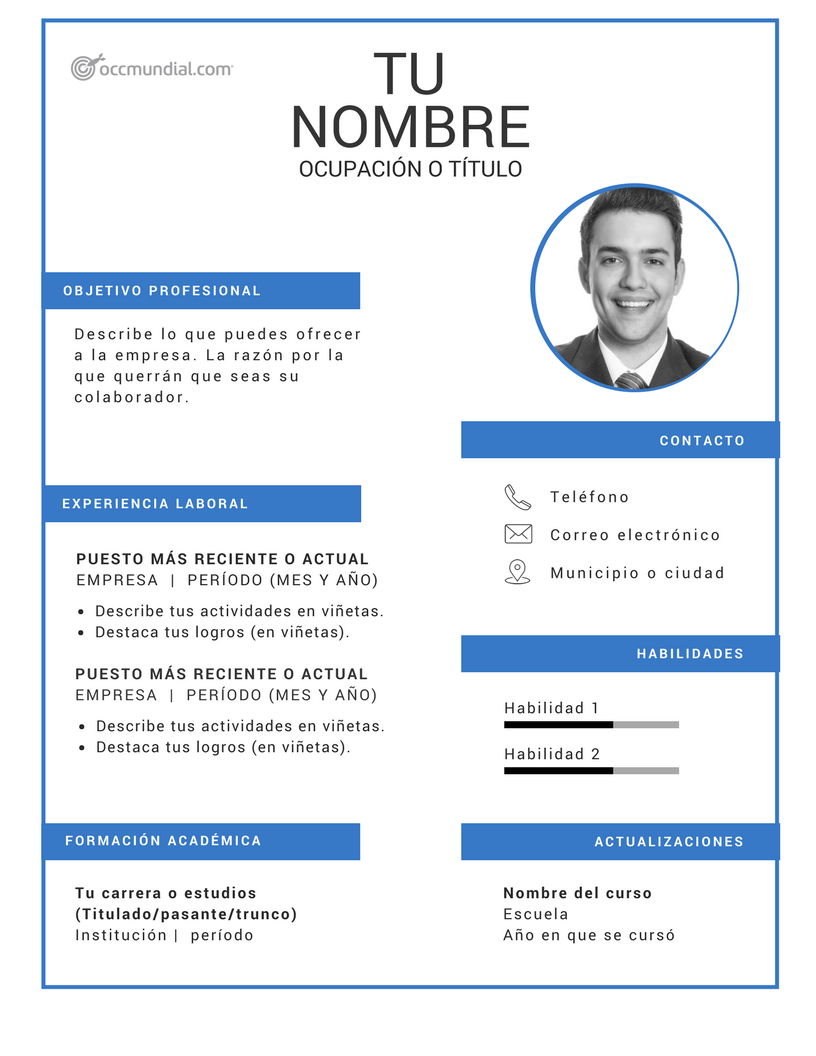 occmundial.com
TU
NOMBRE
OCUPACIÓN O TÍTULO
OBJETIVO PROFESIONAL
Describe lo que puedes ofrecer
a la empresa. La razón por la
que querrán que seas su
colaborador.
EXPERIENCIA LABORAL
PUESTO MÁS RECIENTE O ACTUAL
EMPRESA | PERÍODO (MES Y AÑO)
• Describe tus actividades en viñetas.
• Destaca tus logros (en viñetas).
PUESTO MÁS RECIENTE O ACTUAL
EMPRESA | PERÍODO (MES Y AÑO)
• Describe tus actividades en viñetas.
• Destaca tus logros (en viñetas).
FORMACIÓN ACADÉMICA
Tu carrera o estudios
(Titulado/pasante/trunco)
Institución | período
CONTACTO
Teléfono
Correo electrónico
Municipio o ciudad
HABILIDADES
Habilidad 1
Habilidad 2
ACTUALIZACIONES
Nombre del curso
Escuela
Año en que se cursó